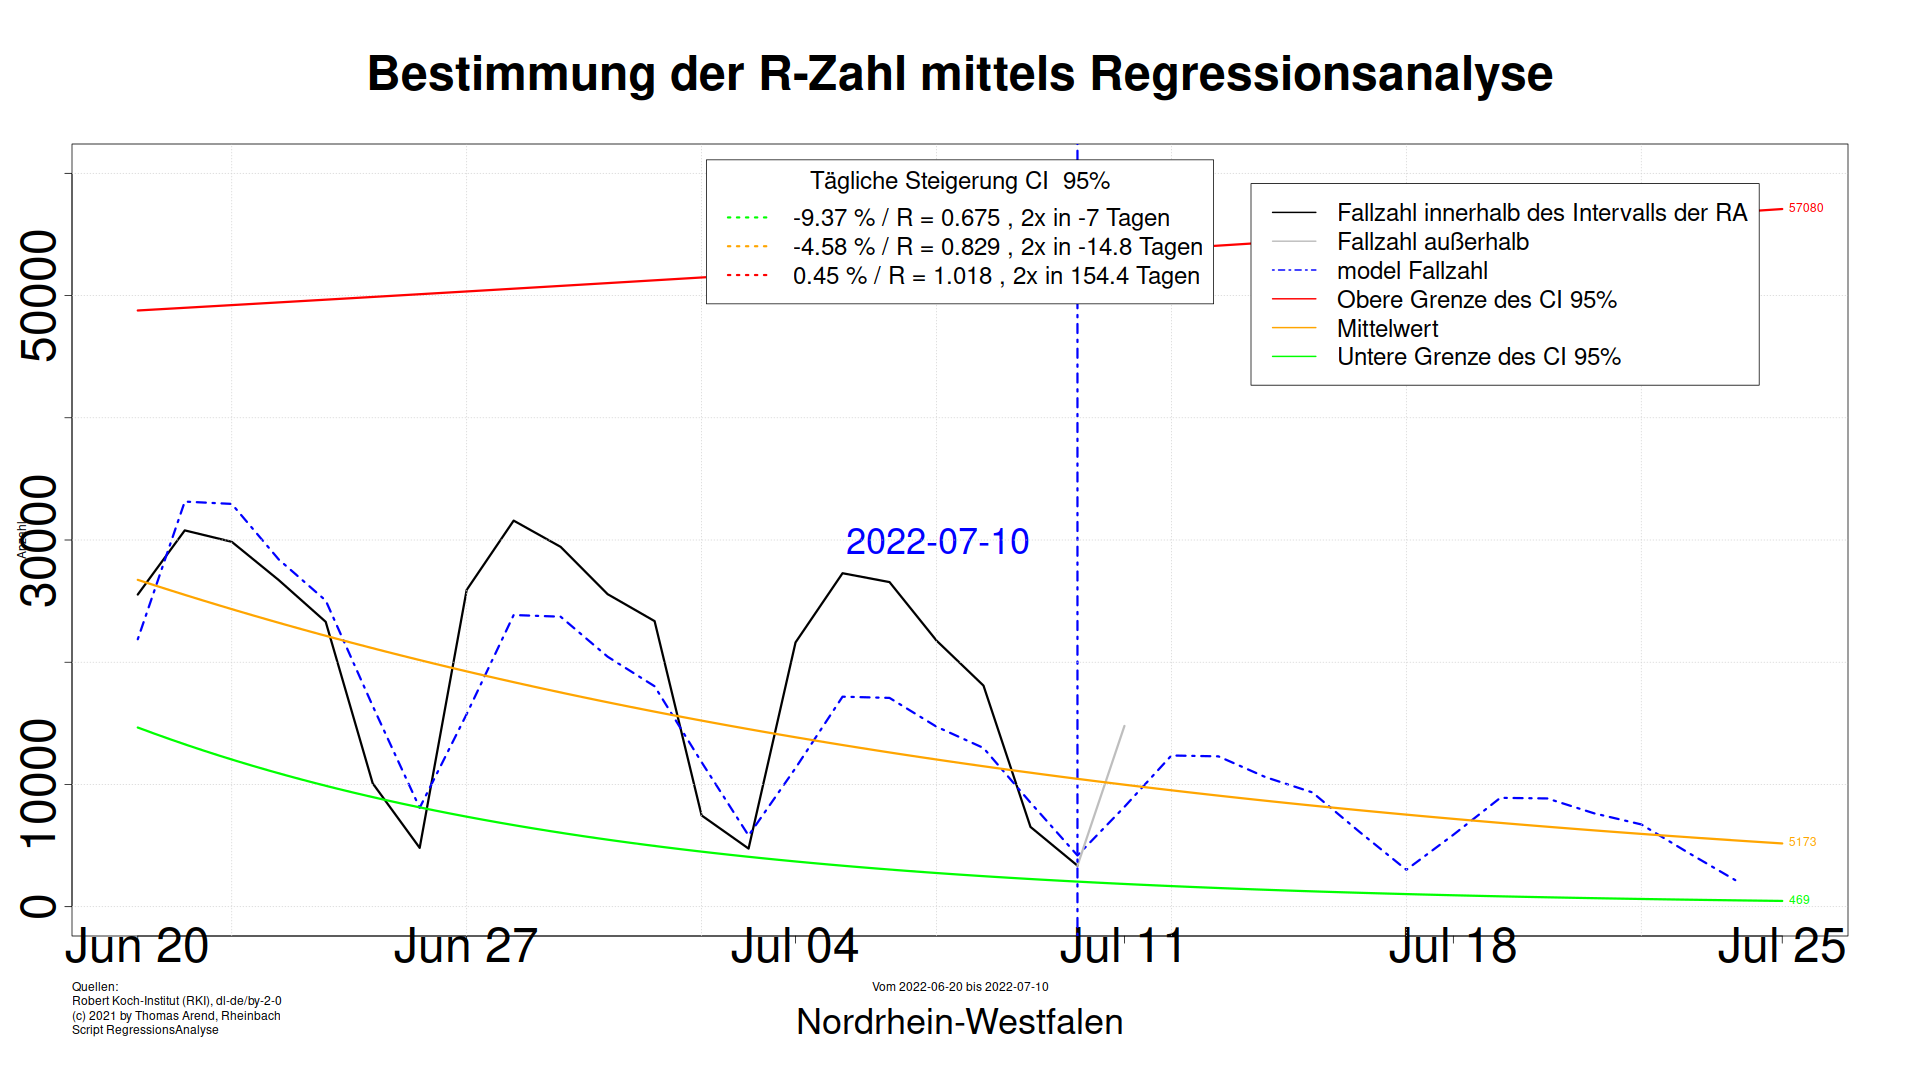 Bestimmung der R-Zahl mittels Regressionsanalyse
Tägliche Steigerung CI  95%
-9.37 % / R = 0.675 , 2x in -7 Tagen
-4.58 % / R = 0.829 , 2x in -14.8 Tagen
0.45 % / R = 1.018 , 2x in 154.4 Tagen
Fallzahl innerhalb des Intervalls der RA
Fallzahl außerhalb
model Fallzahl
Obere Grenze des CI 95%
Mittelwert
Untere Grenze des CI 95%
57080
50000
30000
10000
0
Anzahl
2022-07-10
5173
469
Jun 20
Jun 27
Jul 04
Jul 11
Jul 18
Jul 25
Quellen:
Robert Koch-Institut (RKI), dl-de/by-2-0
(c) 2021 by Thomas Arend, Rheinbach
Script RegressionsAnalyse
Vom 2022-06-20 bis 2022-07-10
Nordrhein-Westfalen